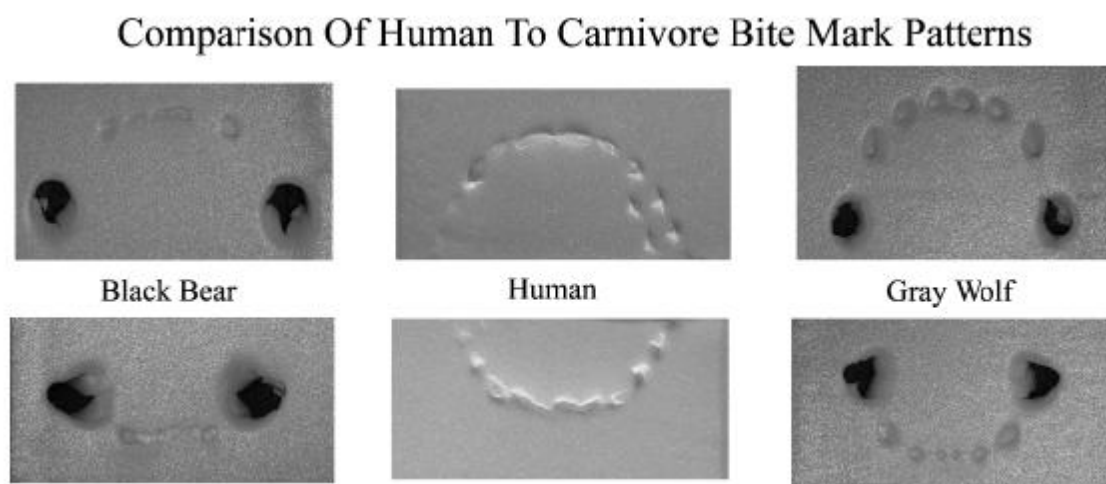 Comparison Of Human To Carnivore Bite Mark Patterns
Black Bear
Human
Gray Wolf